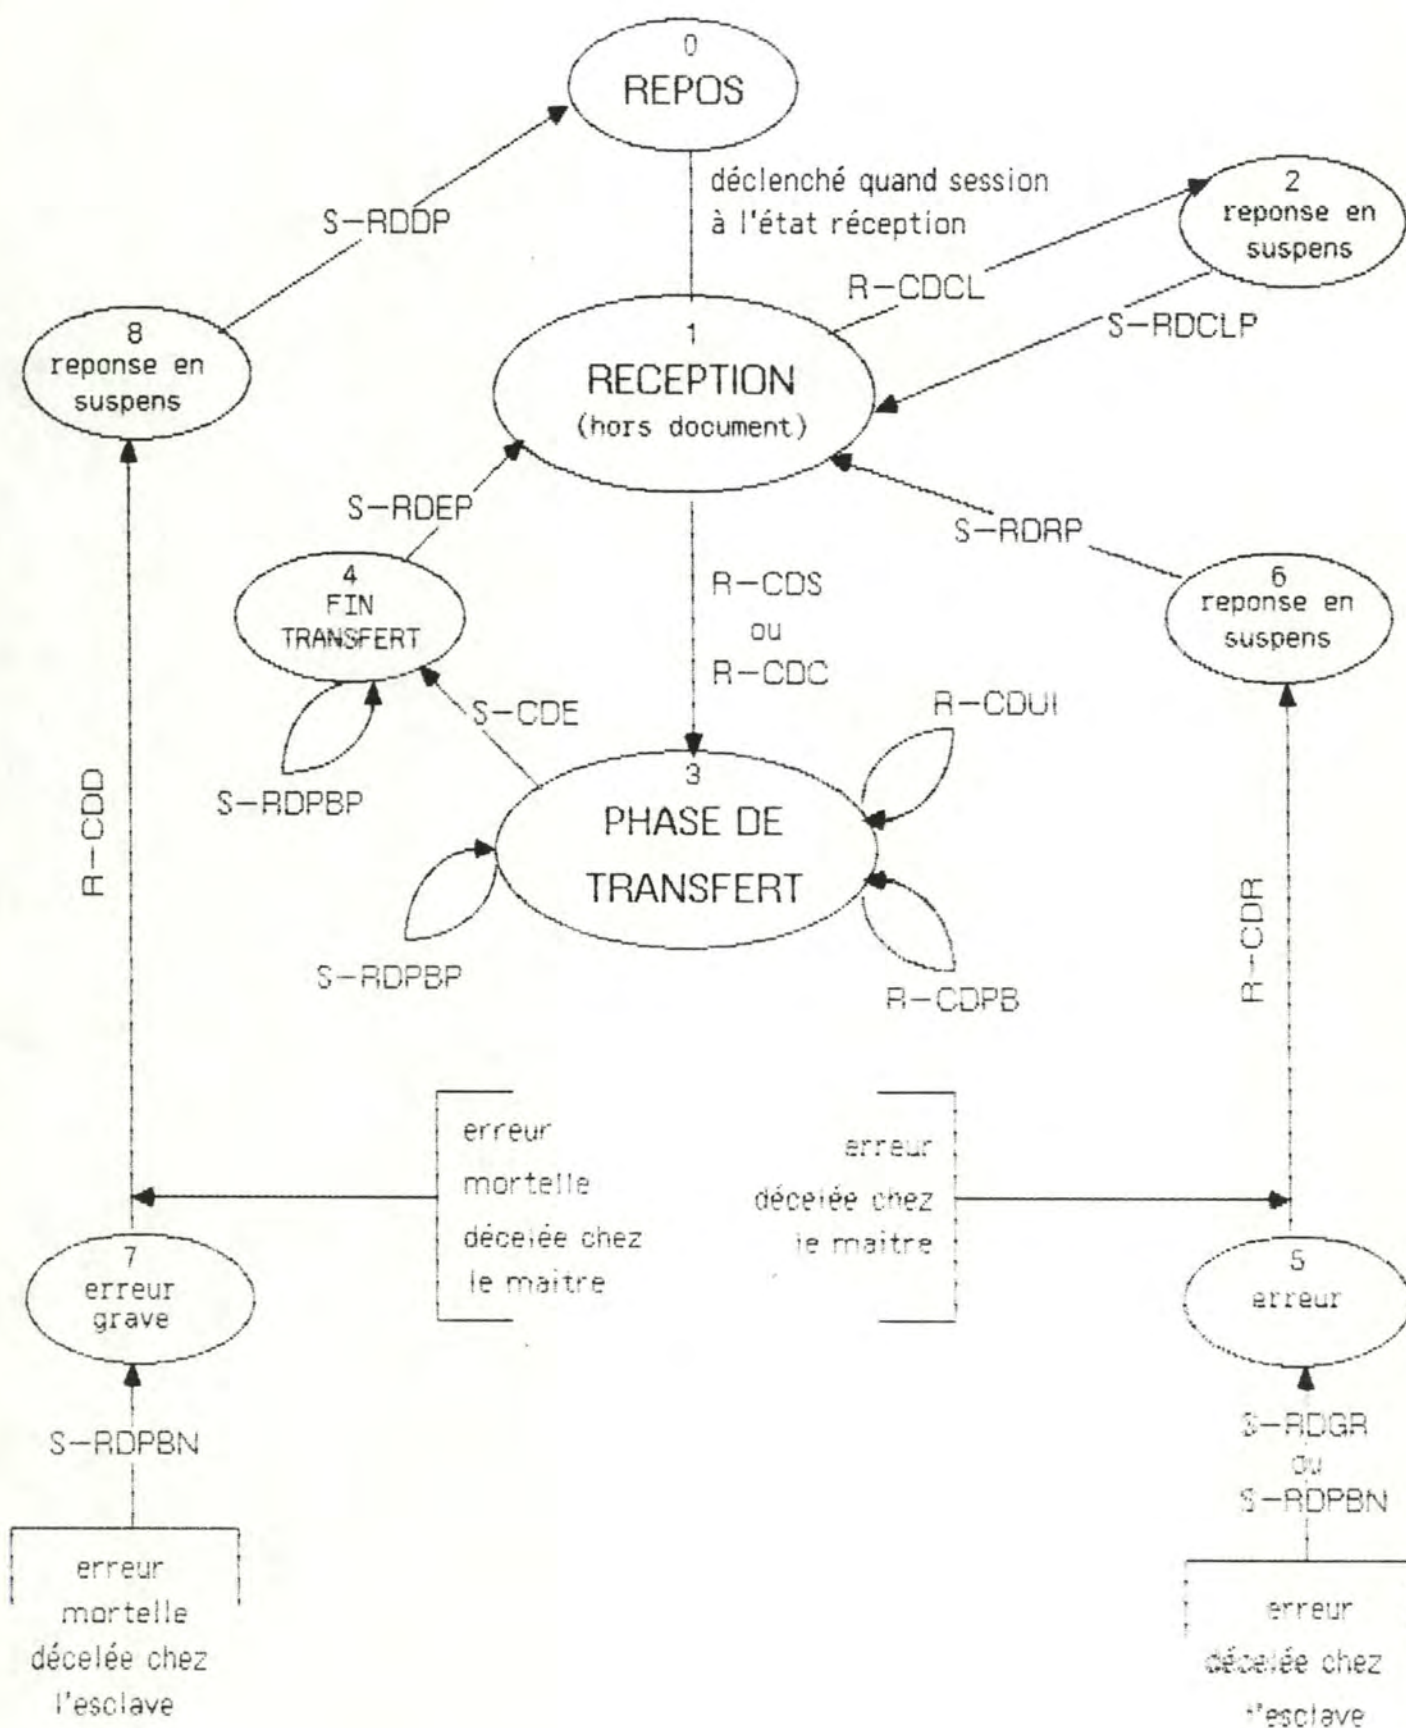 0
REPOS
déclenché quand session
à l'état réception
2
reponse en
suspens
S-RDDP
R-CDCL
S-RDCLP
8
reponse en
suspens
1
RECEPTION
(hors document)
S-RDEP
S-RDRP
4
FIN
TRANSFERT
R-CDS
ou
R-CDC
6
reponse en
suspens
S-CDE
R-CDUI
S-RDPBP
3
PHASE DE
TRANSFERT
R-CDD
S-RDPBP
R-CDPB
R-CDR
erreur
mortelle
décelée chez
le maitre
erreur
décelée chez
le maitre
7
erreur
grave
5
erreur
S-RDPBN
S-RDGR
ou
S-RDPBN
erreur
mortelle
décelée chez
l'esclave
erreur
décelée chez
l'esclave